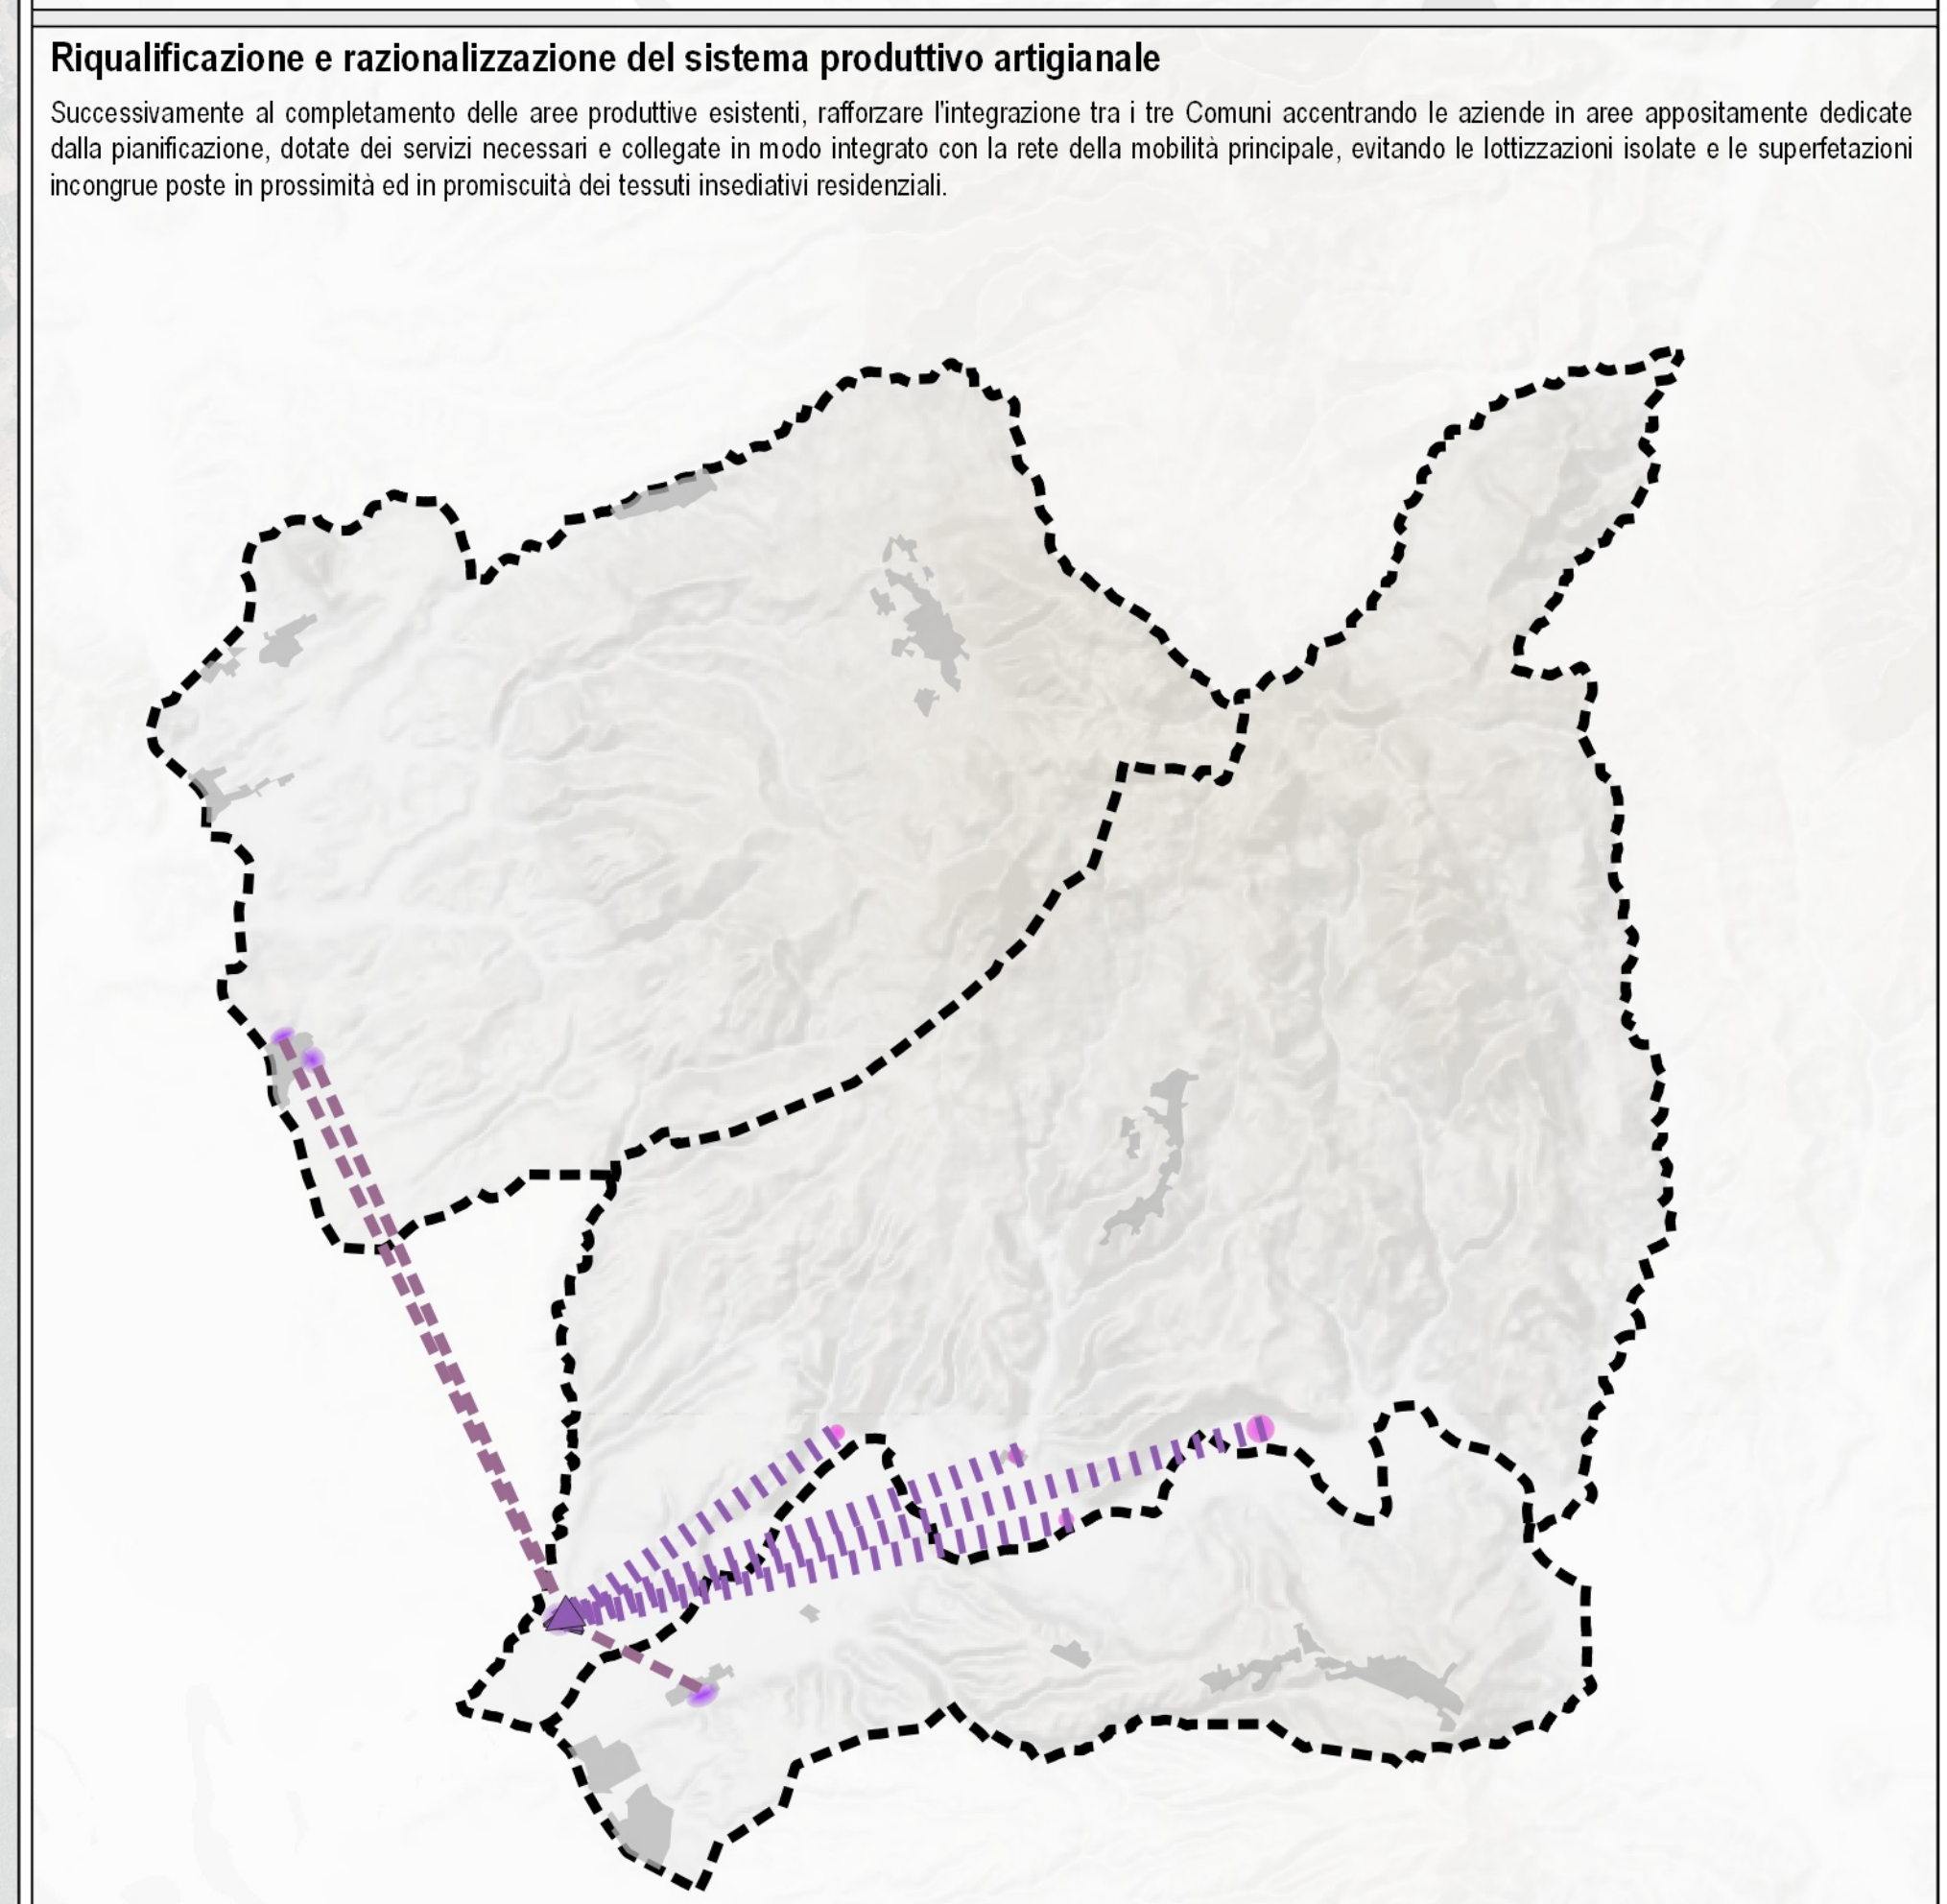 Riqualificazione e razionalizzazione del sistema produttivo artigianale
Successivamente al completamento delle aree produttive esistenti, rafforzare l'integrazione tra i tre Comuni accentrando le aziende in aree appositamente dedicate
dalla pianificazione, dotate dei servizi necessari e collegate in modo integrato con la rete della mobilità principale, evitando le lottizzazioni isolate e le superfetazioni
incongrue poste in prossimità ed in promiscuità dei tessuti insediativi residenziali.